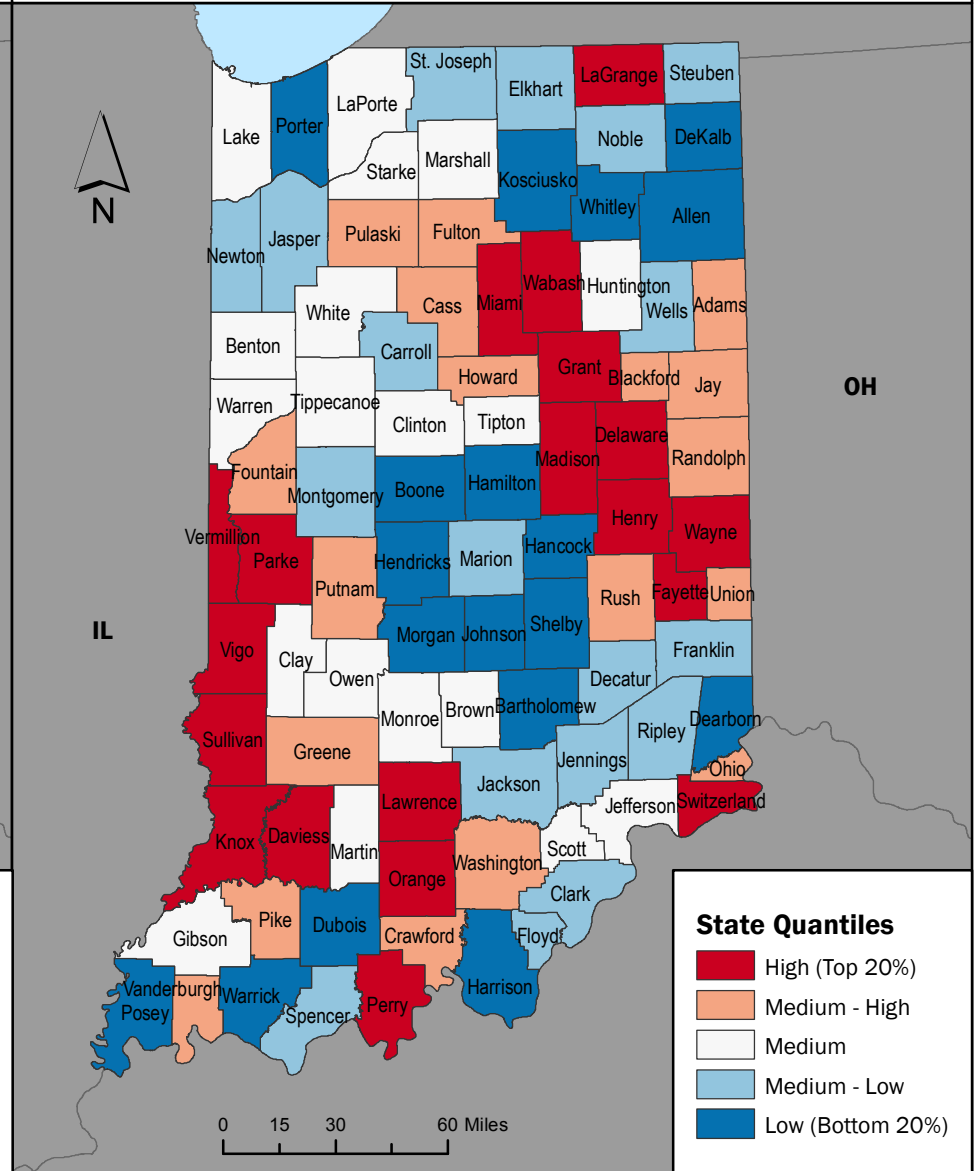 St. Joseph
Elkhart
LaGrange
Steuben
LaPorte
Lake
Porter
Noble
DeKalb
Starke
Marshall
Kosciusko
Whitley
Allen
N
Newton
Jasper
Pulaski
Fulton
White
Cass
Miami
Wabash
Huntington
Wells
Adams
Benton
Carroll
Howard
Grant
Blackford
Jay
OH
Warren
Tippecanoe
Clinton
Tipton
Madison
Delaware
Randolph
Fountain
Montgomery
Boone
Hamilton
Henry
Wayne
Vermillion
Parke
Putnam
Hendricks
Marion
Hancock
Rush
Fayette
Union
IL
Vigo
Clay
Owen
Morgan
Johnson
Shelby
Decatur
Franklin
Sullivan
Greene
Monroe
Brown
Bartholomew
Jennings
Ripley
Dearborn
Ohio
Knox
Daviess
Martin
Lawrence
Jackson
Scott
Jefferson
Switzerland
Orange
Washington
Clark
Gibson
Pike
Dubois
Crawford
Floyd
Harrison
Vanderburgh
Posey
Warrick
Spencer
Perry
State Quantiles
High (Top 20%)
Medium - High
Medium
Medium - Low
Low (Bottom 20%)
0 15 30 60 Miles